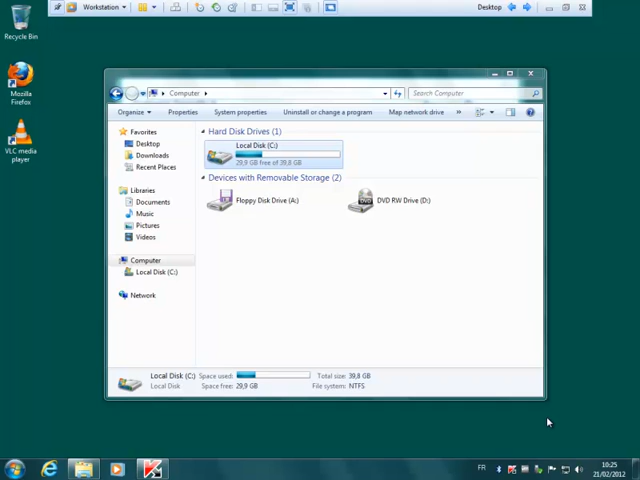 Workstation
Desktop
Recycle Bin
Mozilla
Firefox
VLC media
player
Computer
Search Computer
Organize
Properties
System properties
Uninstall or change a program
Map network drive
»
Favorites
Desktop
Downloads
Recent Places
Libraries
Documents
Music
Pictures
Videos
Computer
Local Disk (C:)
Network
Hard Disk Drives (1)
Local Disk (C:)
29,9 GB free of 39,8 GB
Devices with Removable Storage (2)
Floppy Disk Drive (A:)
DVD RW Drive (D:)
DVD
Local Disk (C:) Space used: Total size: 39,8 GB
Local Disk Space free: 29,9 GB File system: NTFS
FR
10:25
21/02/2012